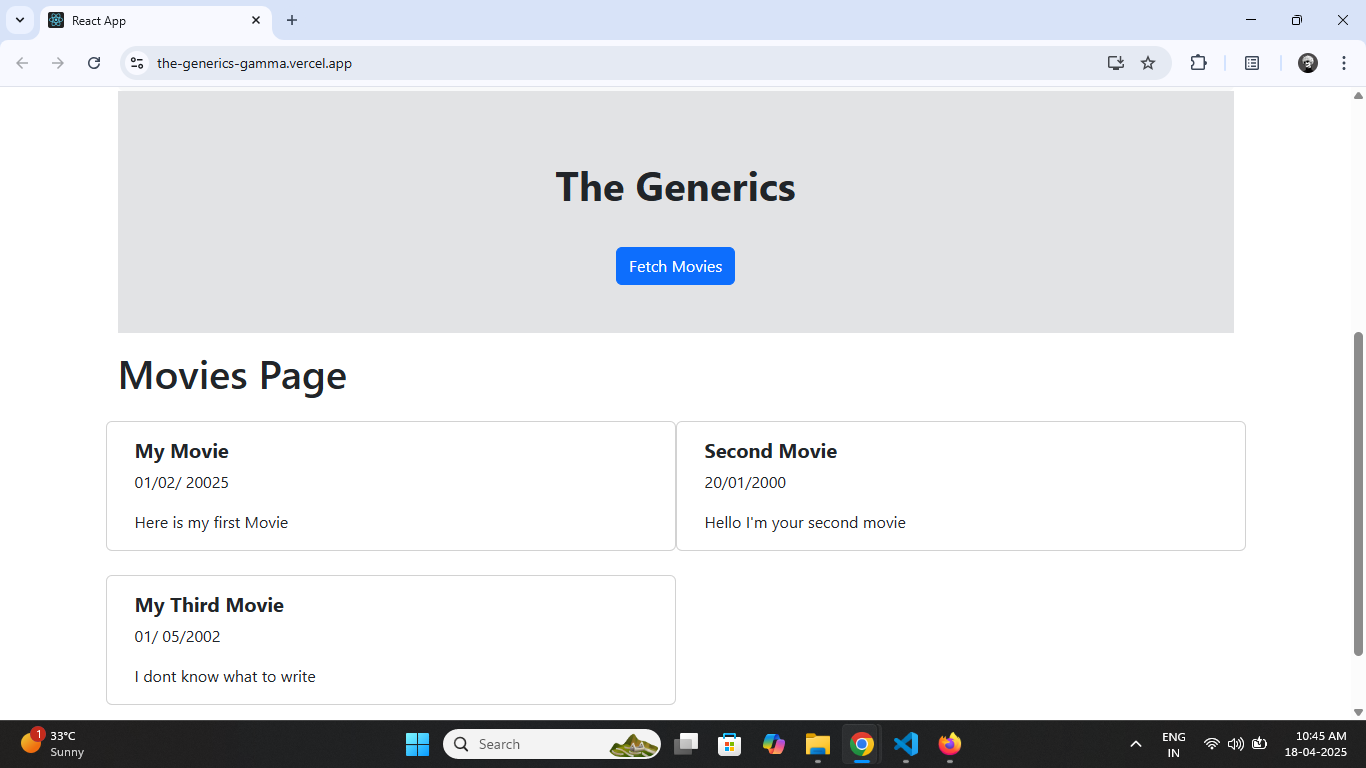 React App
the-generics-gamma.vercel.app
The Generics
Fetch Movies
Movies Page
My Movie
01/02/ 20025
Here is my first Movie
Second Movie
20/01/2000
Hello I'm your second movie
My Third Movie
01/ 05/2002
I dont know what to write
1
33°C
Sunny
Search
ENG
IN
10:45 AM
18-04-2025